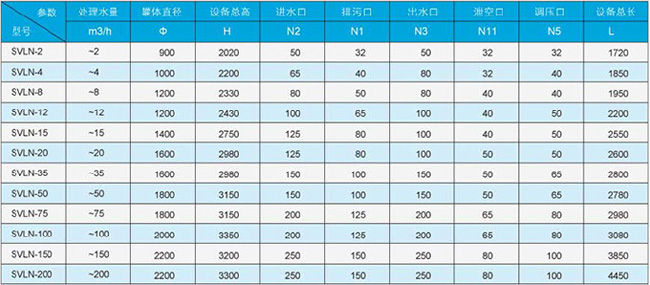 参数 处理水量 罐体直径 设备总高 进水口 排污口 出水口 泄空口 调压口 设备总长
型号 m3/h Φ H N2 N1 N3 N11 N5 L
SVLN-2 ~2 900 2020 50 32 50 32 32 1720
SVLN-4 ~4 1000 2200 65 40 80 32 40 1850
SVLN-8 ~8 1200 2330 80 50 80 40 40 1950
SVLN-12 ~12 1200 2430 100 65 100 40 50 2200
SVLN-15 ~15 1400 2750 125 80 100 40 50 2550
SVLN-20 ~20 1600 2980 125 80 100 50 50 2600
SVLN-35 ~35 1600 2980 150 100 150 50 65 2800
SVLN-50 ~50 1800 3150 150 100 150 50 65 2780
SVLN-75 ~75 1800 3150 200 125 200 65 80 2980
SVLN-100 ~100 2000 3350 200 125 200 65 80 3080
SVLN-150 ~150 2200 3200 250 150 250 80 100 3850
SVLN-200 ~200 2200 3300 250 150 250 80 100 4450